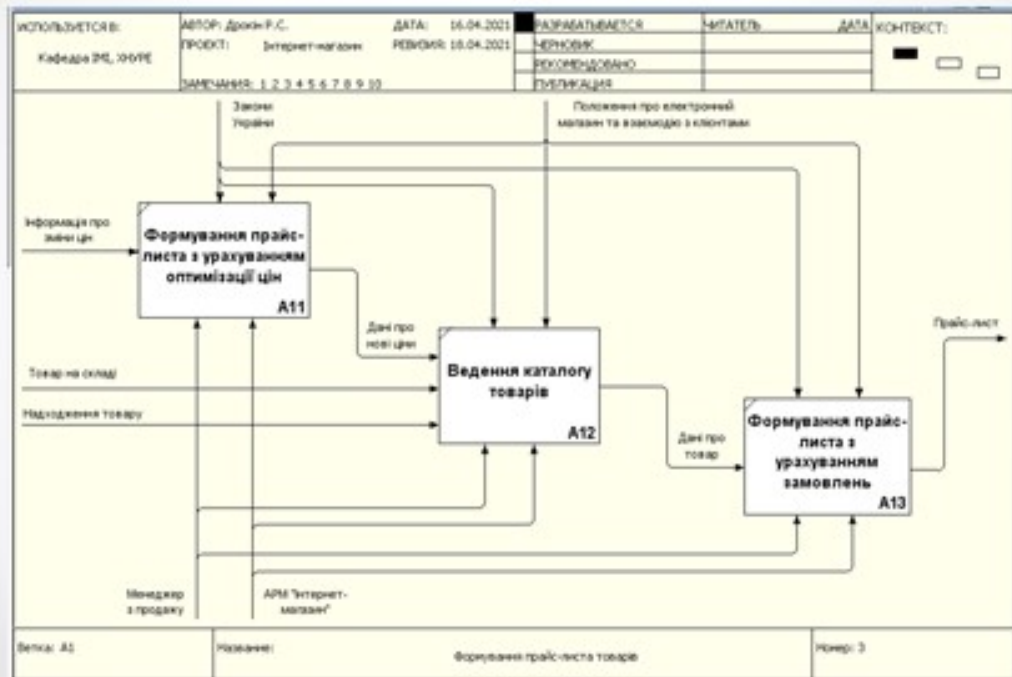 ИСПОЛЬЗУЕТСЯ В:
Кафедра ІМІ, ХНУРЕ
АВТОР: Дрокін Р.С.
ДАТА: 16.04.2021
ПРОЕКТ: Інтернет-магазин
РЕВИЗИЯ: 18.04.2021
ЗАМЕЧАНИЯ: 1 2 3 4 5 6 7 8 9 10
РАЗРАБАТЫВАЕТСЯ
ЧЕРНОВИК
РЕКОМЕНДОВАНО
ПУБЛИКАЦИЯ
ЧИТАТЕЛЬ
ДАТА
КОНТЕКСТ:
Закони
України
Положення про електронний
магазин та взаємодію з клієнтами
Інформація про
зміни цін
Формування прайс-
листа з урахуванням
оптимізації цін
A11
Дані про
нові ціни
Товар на складі
Надходження товару
Ведення каталогу
товарів
A12
Дані про
товар
Прайс-лист
Формування прайс-
листа з
урахуванням
замовлень
A13
Менеджер
з продажу
АРМ "Інтернет-
магазин"
Ветка: A1
Название:
Формування прайс-листа товарів
Номер: 3